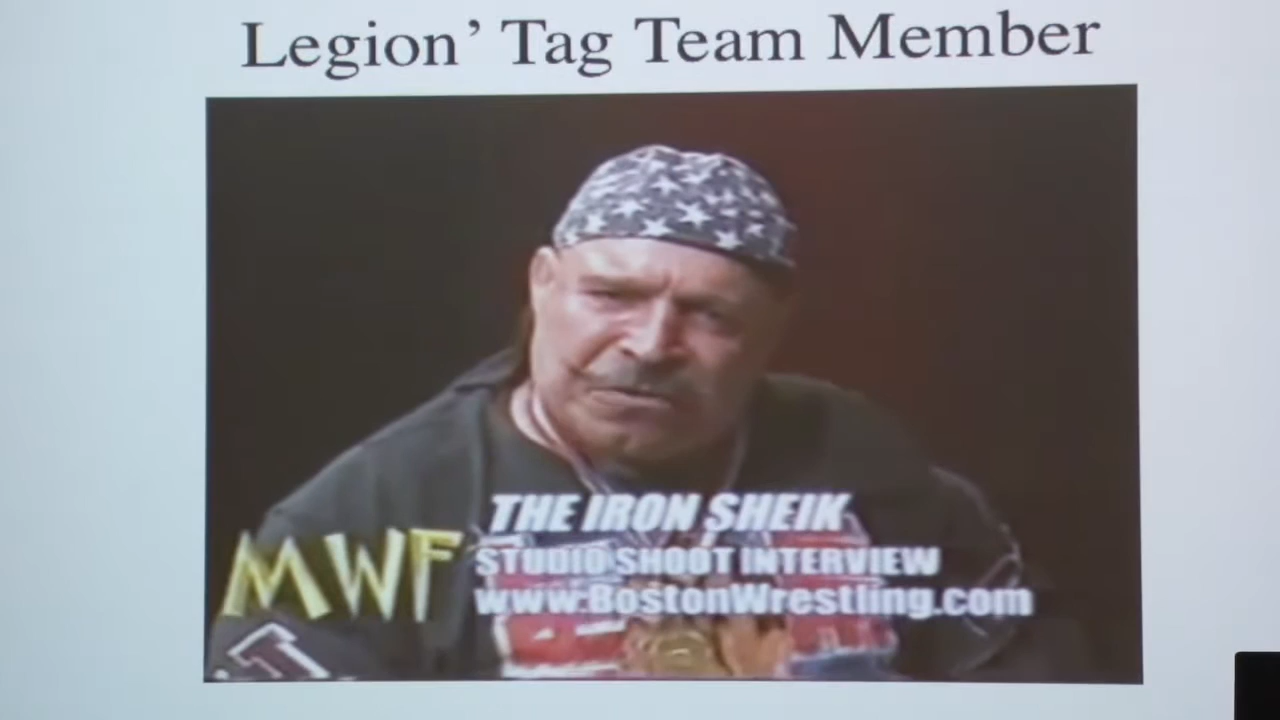 Legion’ Tag Team Member
THE IRON SHEIK
MWF
STUDIO SHOOT INTERVIEW
www.BostonWrestling.com